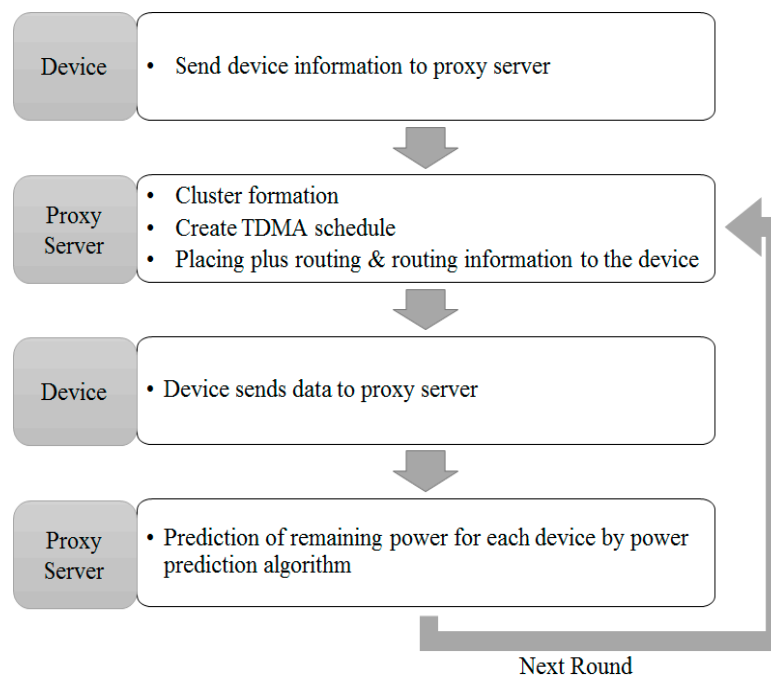 Device
• Send device information to proxy server
Proxy
Server
• Cluster formation
• Create TDMA schedule
• Placing plus routing & routing information to the device
Device
• Device sends data to proxy server
Proxy
Server
• Prediction of remaining power for each device by power
prediction algorithm
Next Round